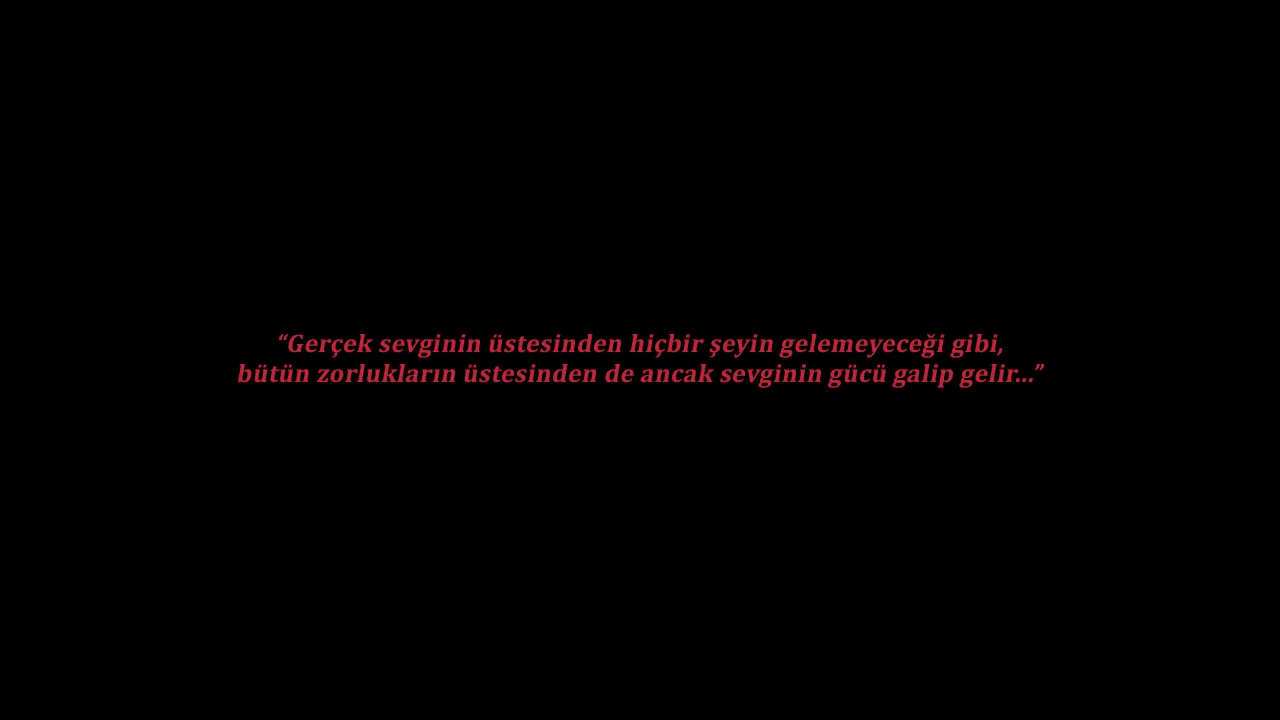 “Gerçek sevginin üstesinden hiçbir şeyin gelemeyeceği gibi,
bütün zorlukların üstesinden de ancak sevginin gücü galip gelir...”